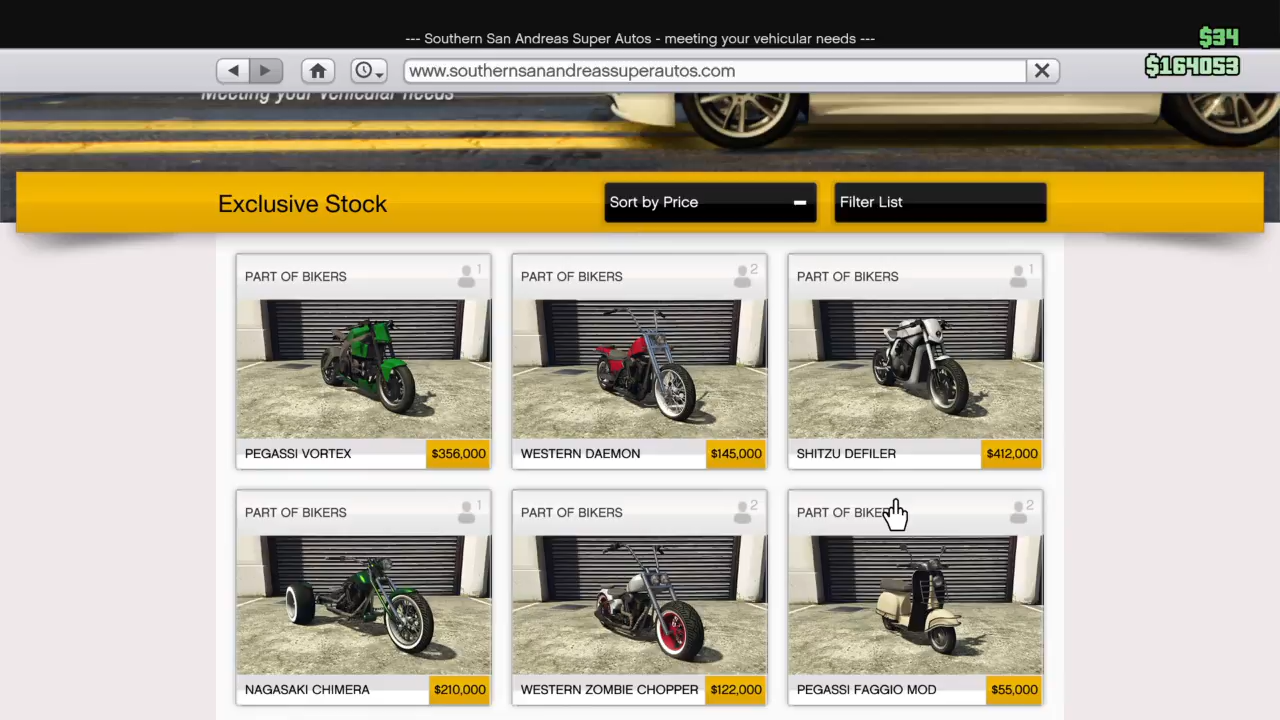 --- Southern San Andreas Super Autos - meeting your vehicular needs ---
$34
www.southernsanandreassuperautos.com
$164053
Meeting your vehicular needs
Exclusive Stock
Sort by Price
Filter List
PART OF BIKERS 1
PART OF BIKERS 2
PART OF BIKERS 1
PEGASSI VORTEX $356,000
WESTERN DAEMON $145,000
SHITZU DEFILER $412,000
PART OF BIKERS 1
PART OF BIKERS 2
PART OF BIKERS 2
NAGASAKI CHIMERA $210,000
WESTERN ZOMBIE CHOPPER $122,000
PEGASSI FAGGIO MOD $55,000